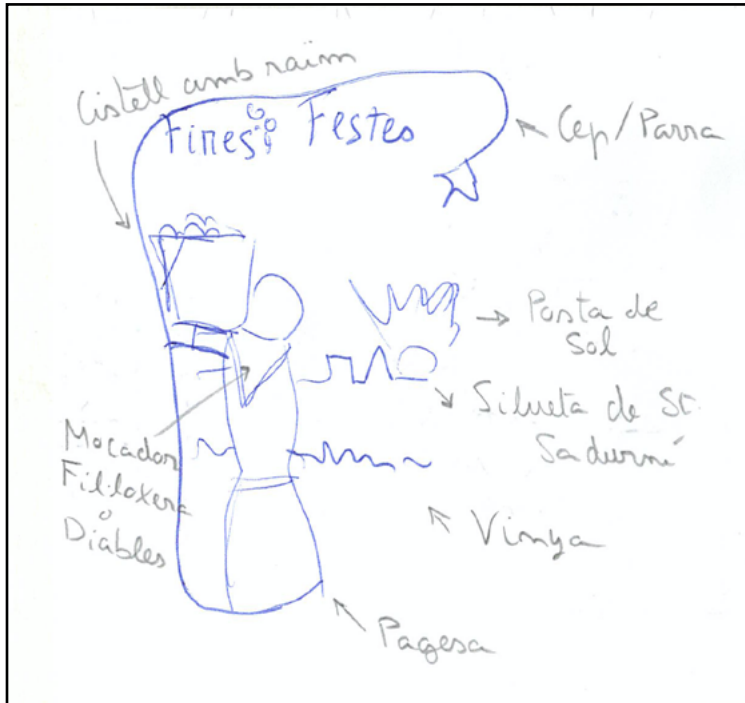 Cistell amb raïm
Fires i Festes
Cep/Parra
Posta de
Sol
Silueta de St.
Sadurní
Mocador
Fil·loxera
o
Diables
Vinya
Pagesa